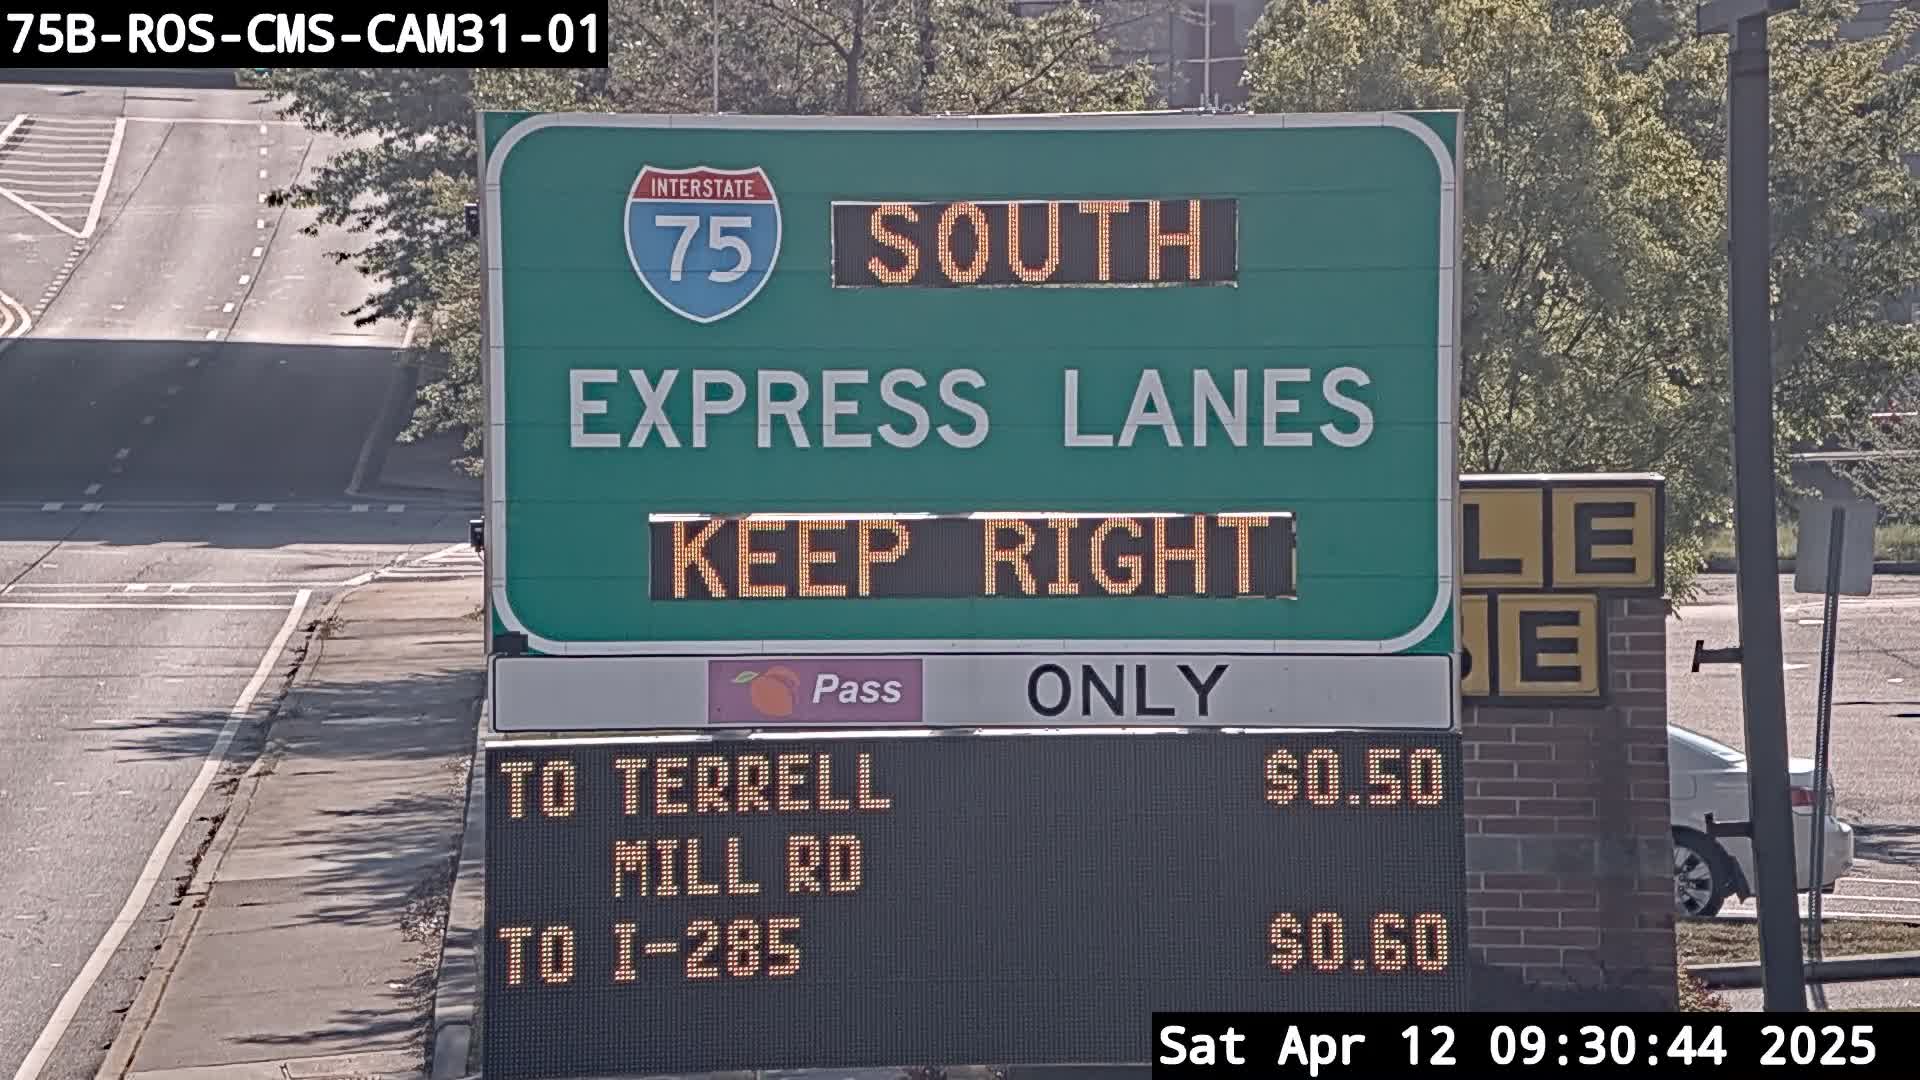 75B-ROS-CMS-CAM31-01
INTERSTATE
75
SOUTH
EXPRESS LANES
KEEP RIGHT
LE
E
Pass ONLY
TO TERRELL $0.50
MILL RD
TO I-285 $0.60
Sat Apr 12 09:30:44 2025